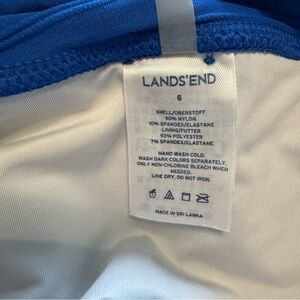 LANDS'END
6
SHELL/OBERSTOFF
90% NYLON
10% SPANDEX/ELASTANE
LINING/FUTTER
93% POLYESTER
7% SPANDEX/ELASTANE
HAND WASH COLD.
WASH DARK COLORS SEPARATELY,
ONLY NON-CHLORINE BLEACH WHEN
NEEDED.
LINE DRY, DO NOT IRON.
MADE IN SRI LANKA